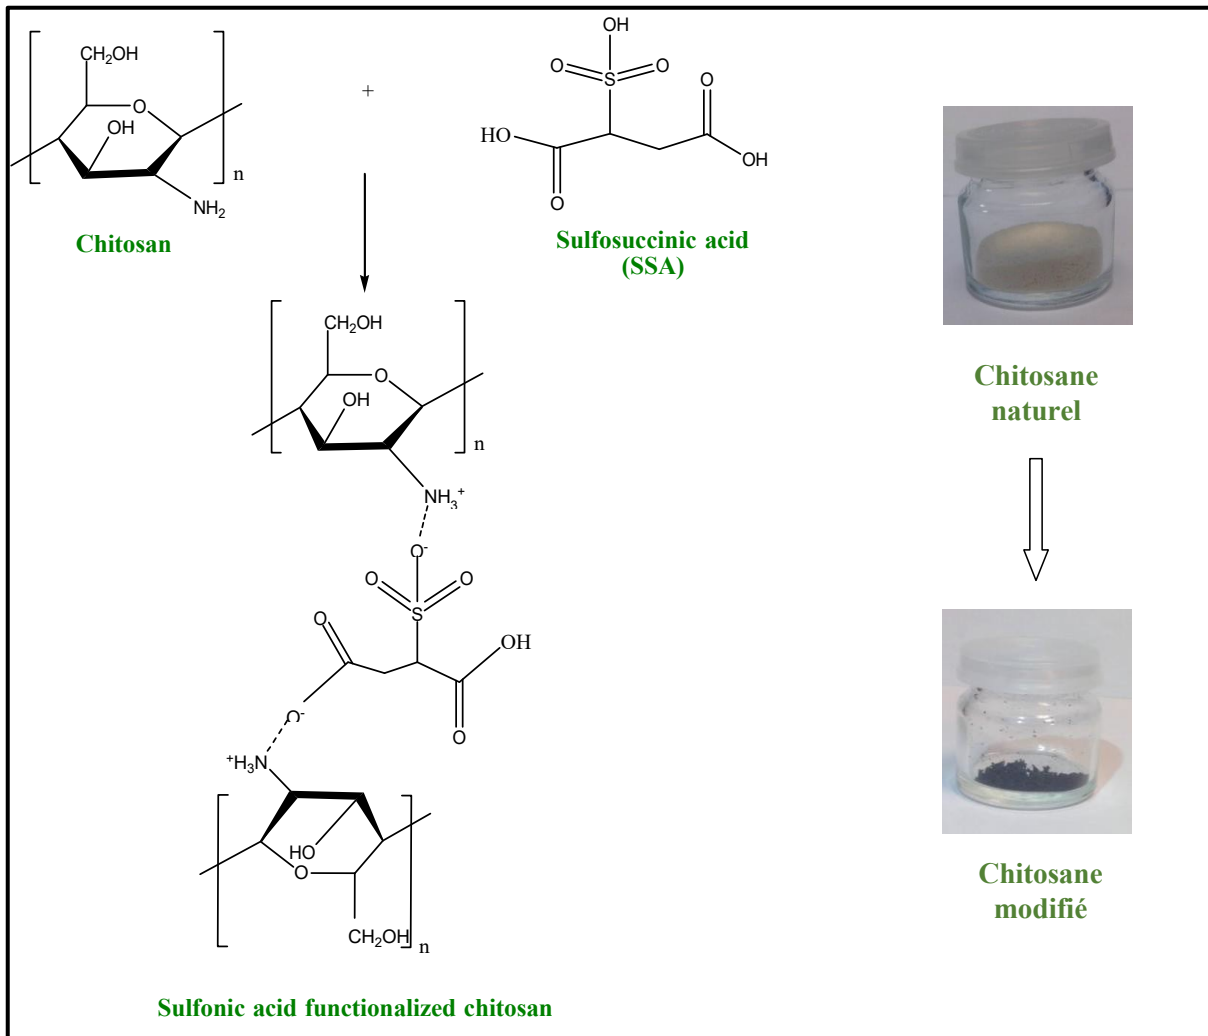 CH₂OH
O
OH
n
NH₂
Chitosan
+
OH
O
O
S
O
HO
OH
O
Sulfosuccinic acid
(SSA)
CH₂OH
O
OH
n
NH₃⁺
O⁻
O
O
S
O
OH
O⁻
O
⁺H₃N
HO
O
CH₂OH
n
Sulfonic acid functionalized chitosan
Chitosane
naturel
Chitosane
modifié